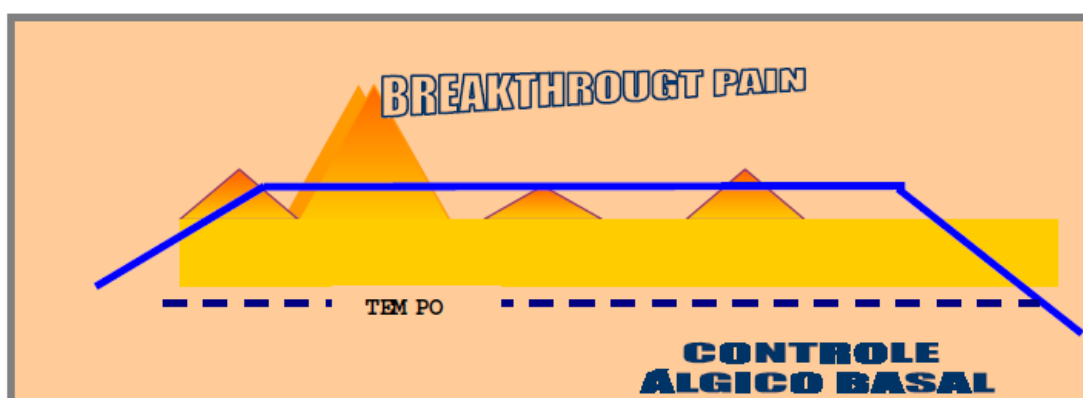 BREAKTHROUGT PAIN
TEM PO
CONTROLE
ÁLGICO BASAL